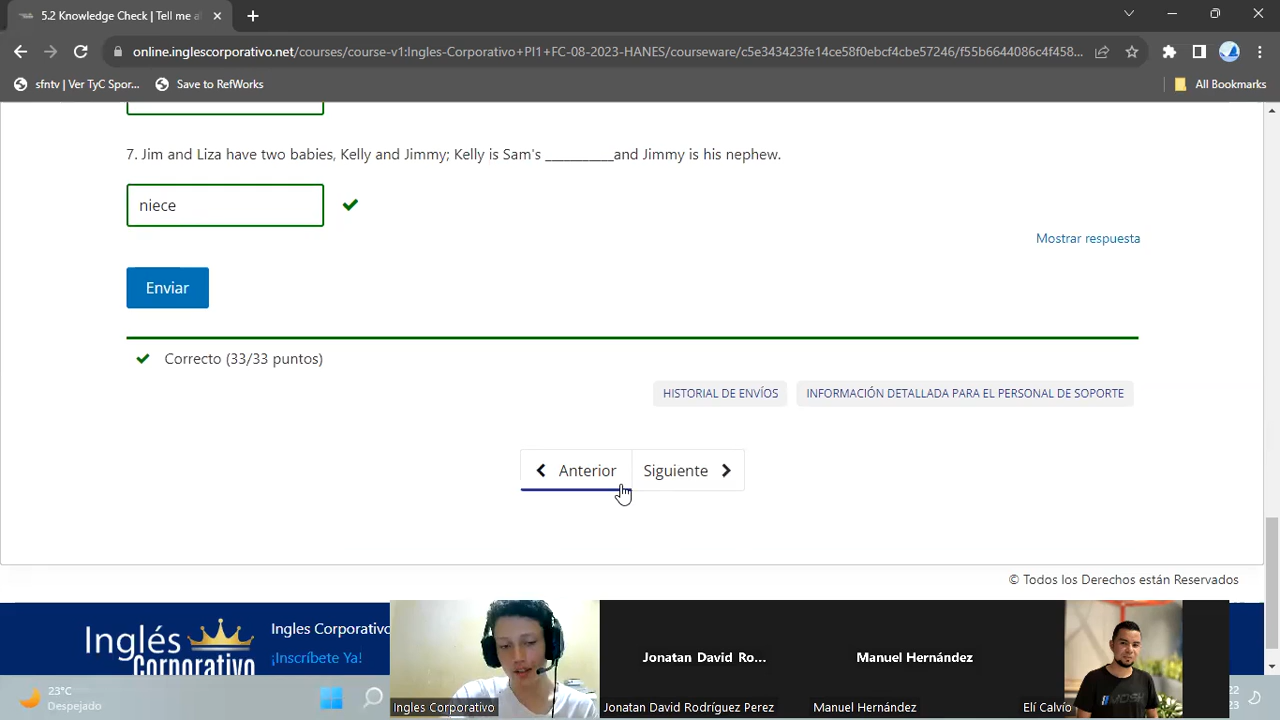 5.2 Knowledge Check | Tell me a
online.inglescorporativo.net/courses/course-v1:Ingles-Corporativo+PI1+FC-08-2023-HANES/courseware/c5e343423fe14ce58f0ebcf4cbe57246/f55b6644086c4f458...
sfntv | Ver TyC Spor...
Save to RefWorks
All Bookmarks
7. Jim and Liza have two babies, Kelly and Jimmy; Kelly is Sam's __________and Jimmy is his nephew.
niece
Mostrar respuesta
Enviar
Correcto (33/33 puntos)
HISTORIAL DE ENVÍOS
INFORMACIÓN DETALLADA PARA EL PERSONAL DE SOPORTE
Anterior
Siguiente
© Todos los Derechos están Reservados
Inglés
Corporativo
Ingles Corporativo
¡Inscríbete Ya!
Jonatan David Ro...
Manuel Hernández
23°C
Despejado
Ingles Corporativo
Jonatan David Rodríguez Perez
Manuel Hernández
Elí Calvio
22
23